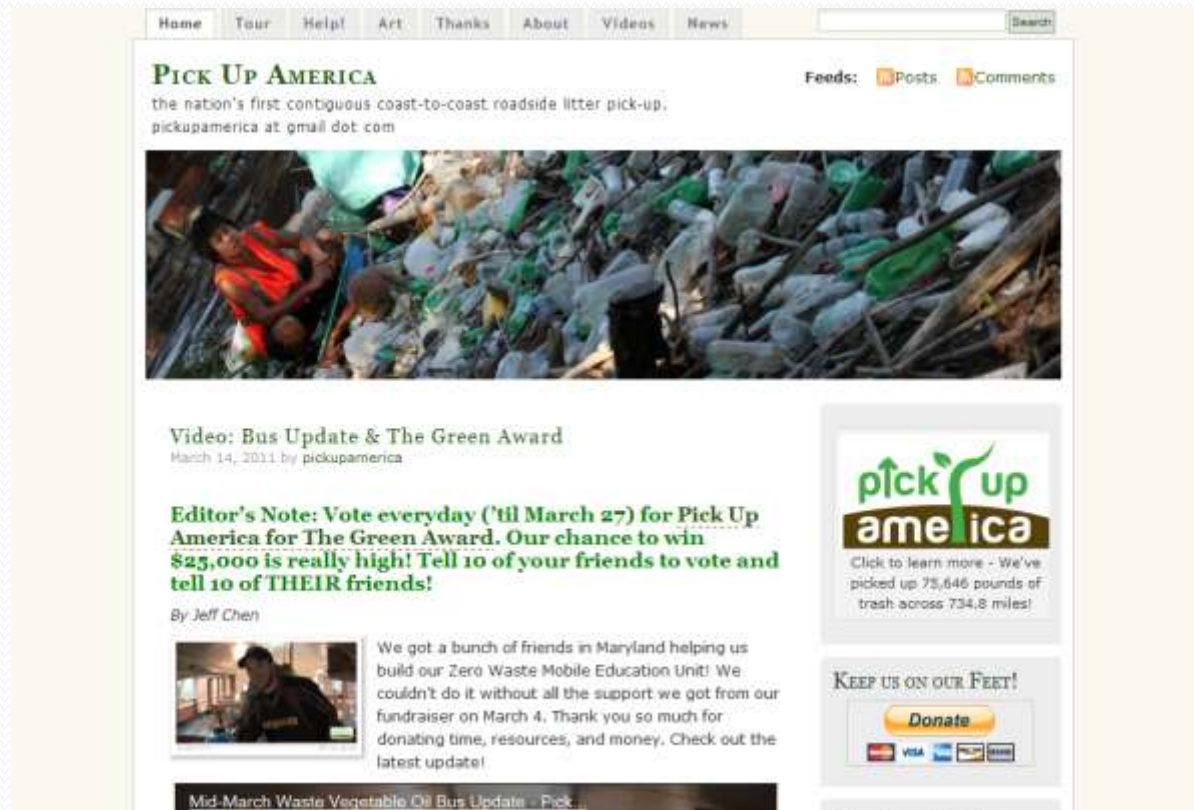 Home Tour Help! Art Thanks About Videos News
Search
PICK UP AMERICA
Feeds: Posts Comments
the nation's first contiguous coast-to-coast roadside litter pick-up.
pickupamerica at gmail dot com
Video: Bus Update & The Green Award
March 14, 2011 by pickupamerica
Editor's Note: Vote everyday ('til March 27) for Pick Up
America for The Green Award. Our chance to win
$25,000 is really high! Tell 10 of your friends to vote and
tell 10 of THEIR friends!
By Jeff Chen
We got a bunch of friends in Maryland helping us
build our Zero Waste Mobile Education Unit! We
couldn't do it without all the support we got from our
fundraiser on March 4. Thank you so much for
donating time, resources, and money. Check out the
latest update!
Mid-March Waste Vegetable Oil Bus Update - Pick ...
pick up
america
Click to learn more - We've
picked up 75,646 pounds of
trash across 734.8 miles!
KEEP US ON OUR FEET!
Donate
VISA